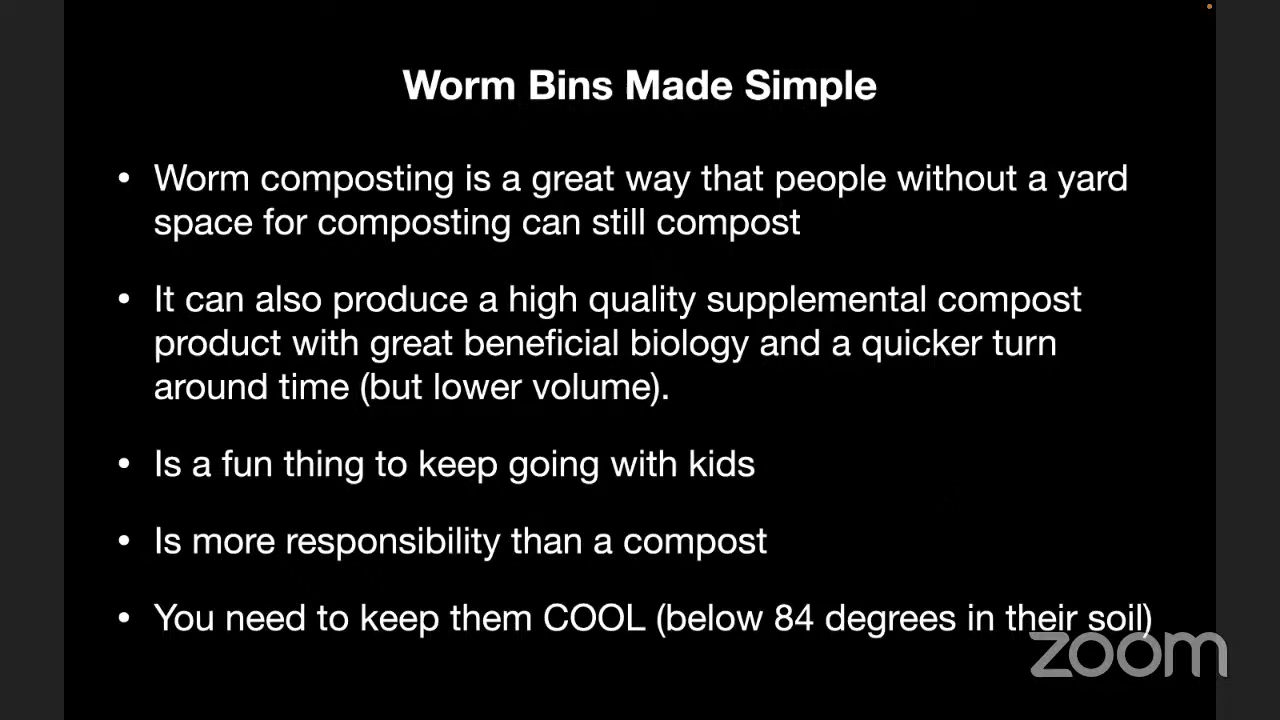 Worm Bins Made Simple
• Worm composting is a great way that people without a yard
space for composting can still compost
• It can also produce a high quality supplemental compost
product with great beneficial biology and a quicker turn
around time (but lower volume).
• Is a fun thing to keep going with kids
• Is more responsibility than a compost
• You need to keep them COOL (below 84 degrees in their soil)
zoom